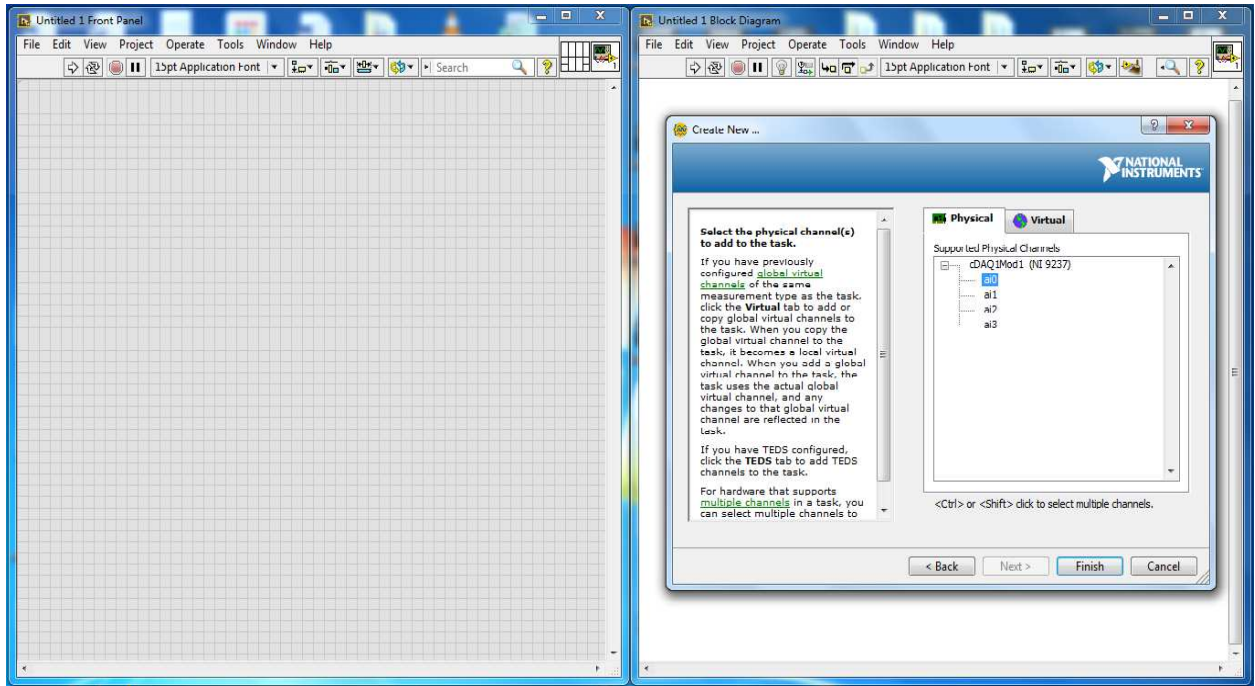 Untitled 1 Front Panel
File Edit View Project Operate Tools Window Help
15pt Application Font
Search
1
Untitled 1 Block Diagram
File Edit View Project Operate Tools Window Help
15pt Application Font
1
Create New ...
NATIONAL
INSTRUMENTS
Select the physical channel(s)
to add to the task.
If you have previously
configured global virtual
channels of the same
measurement type as the task,
click the Virtual tab to add or
copy global virtual channels to
the task. When you copy the
global virtual channel to the
task, it becomes a local virtual
channel. When you add a global
virtual channel to the task, the
task uses the actual global
virtual channel, and any
changes to that global virtual
channel are reflected in the
task.
If you have TEDS configured,
click the TEDS tab to add TEDS
channels to the task.
For hardware that supports
multiple channels in a task, you
can select multiple channels to
Physical
Virtual
Supported Physical Channels
cDAQ1Mod1 (NI 9237)
ai0
ai1
ai2
ai3
<Ctrl> or <Shift> click to select multiple channels.
< Back
Next >
Finish
Cancel